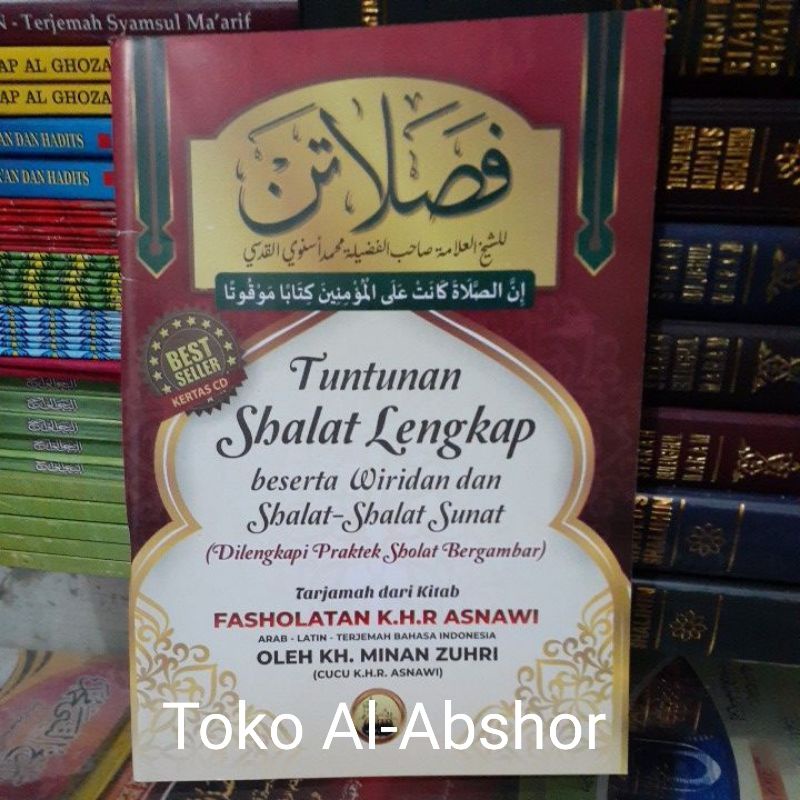 - Terjemah Syamsul Ma'arif
AP AL GHOZA
AP AL GHOZA
AN DAN HADITS
AN DAN HADITS
فصلاتن
للشيخ العلامة صاحب الفضيلة محمد أسنوي القدسي
إِنَّ الصَّلَاةَ كَانَتْ عَلَى الْمُؤْمِنِينَ كِتَابًا مَوْقُوتًا
BEST
SELLER
KERTAS CD
Tuntunan
Shalat Lengkap
beserta Wiridan dan
Shalat-Shalat Sunat
(Dilengkapi Praktek Sholat Bergambar)
Tarjamah dari Kitab
FASHOLATAN K.H.R ASNAWI
ARAB - LATIN - TERJEMAH BAHASA INDONESIA
OLEH KH. MINAN ZUHRI
(CUCU K.H.R. ASNAWI)
Toko Al-Abshor